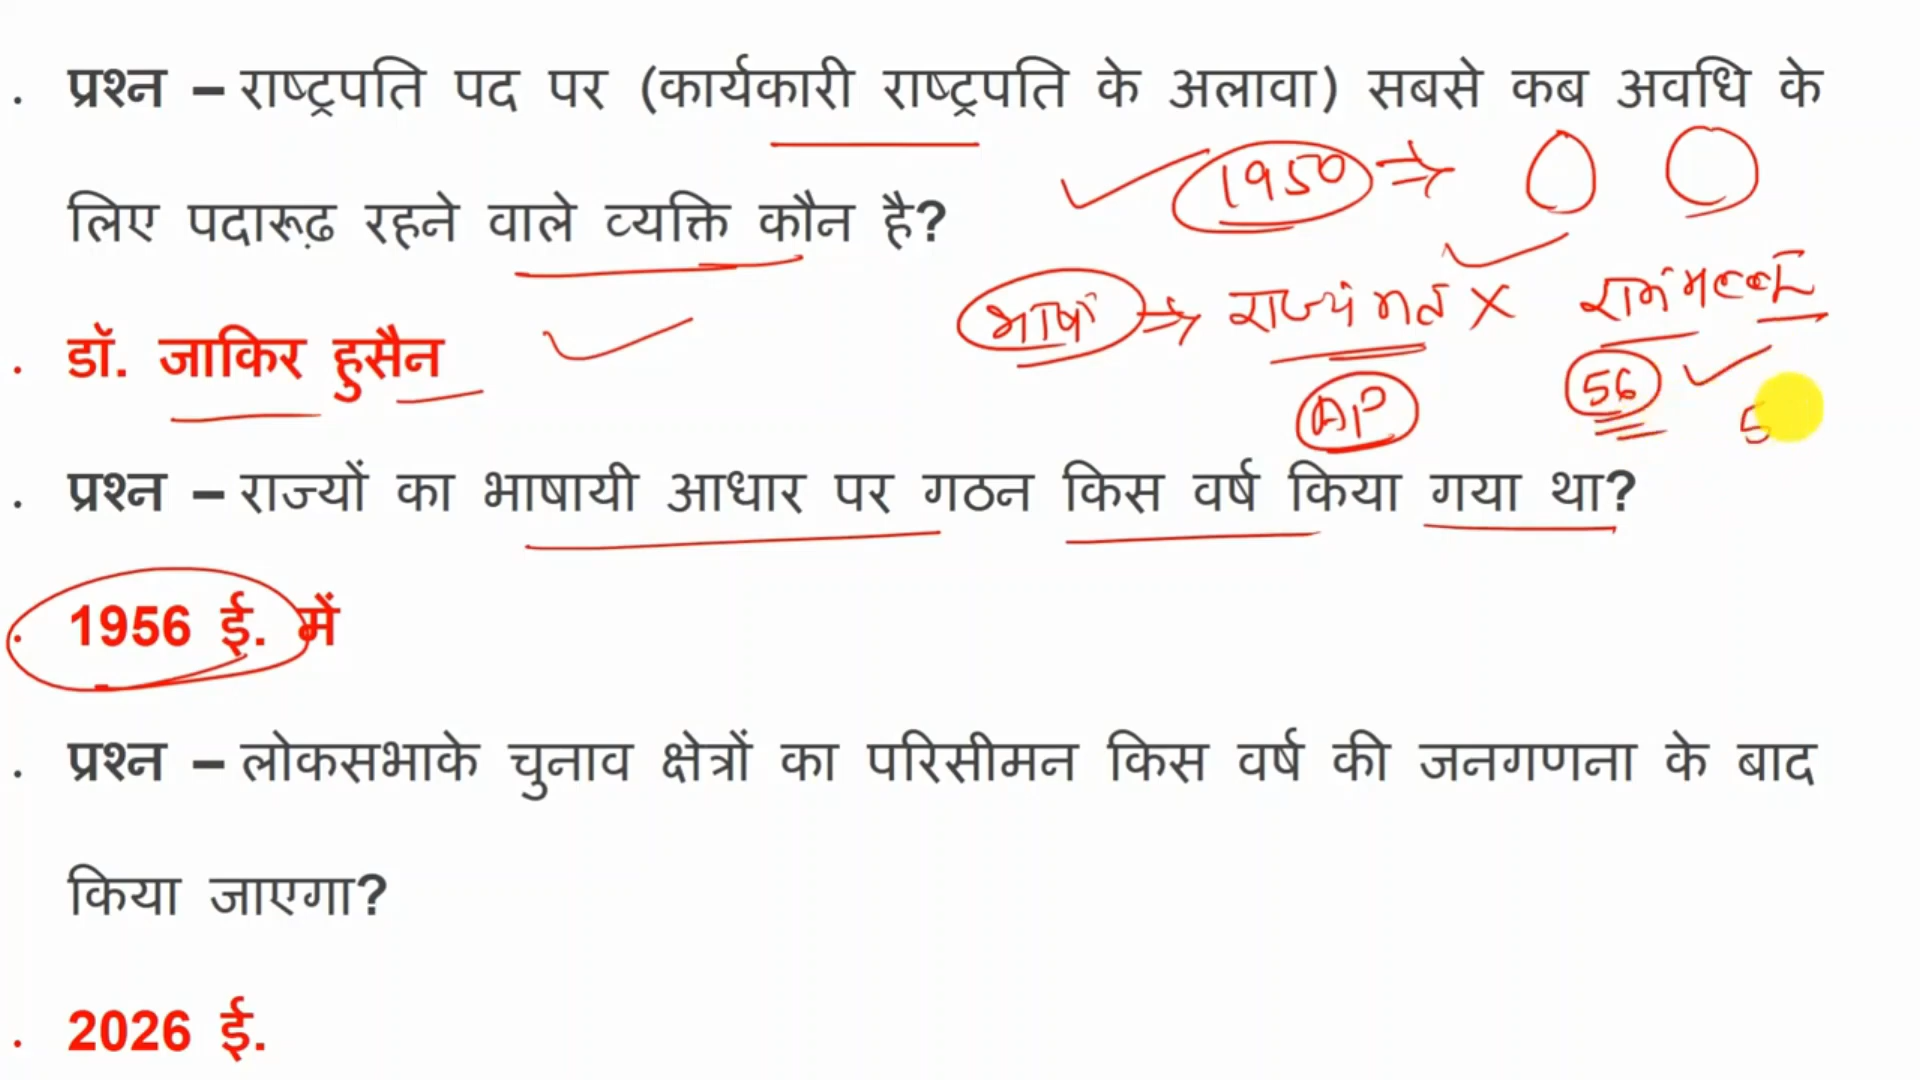 . प्रश्न – राष्ट्रपति पद पर (कार्यकारी राष्ट्रपति के अलावा) सबसे कब अवधि के
लिए पदारूढ़ रहने वाले व्यक्ति कौन है?
1950
. डॉ. जाकिर हुसैन
भाषा
AP
56
5
. प्रश्न – राज्यों का भाषायी आधार पर गठन किस वर्ष किया गया था?
. 1956 ई. में
. प्रश्न – लोकसभाके चुनाव क्षेत्रों का परिसीमन किस वर्ष की जनगणना के बाद
किया जाएगा?
. 2026 ई.